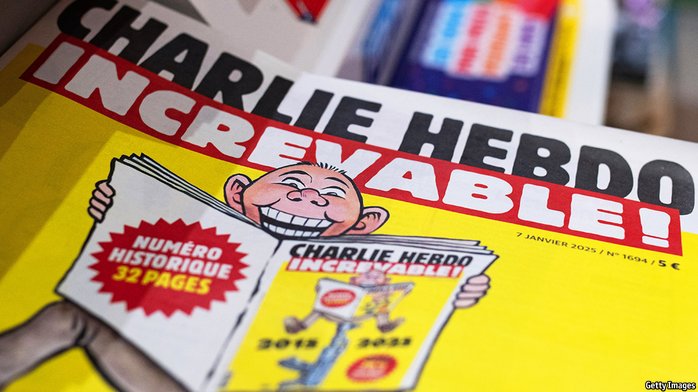 CHARLIE HEBDO
INCREVABLE !
7 JANVIER 2025 / N° 1694 / 5 €
NUMÉRO
HISTORIQUE
32 PAGES
CHARLIE HEBDO
INCREVABLE !
2015 2025
Getty Images